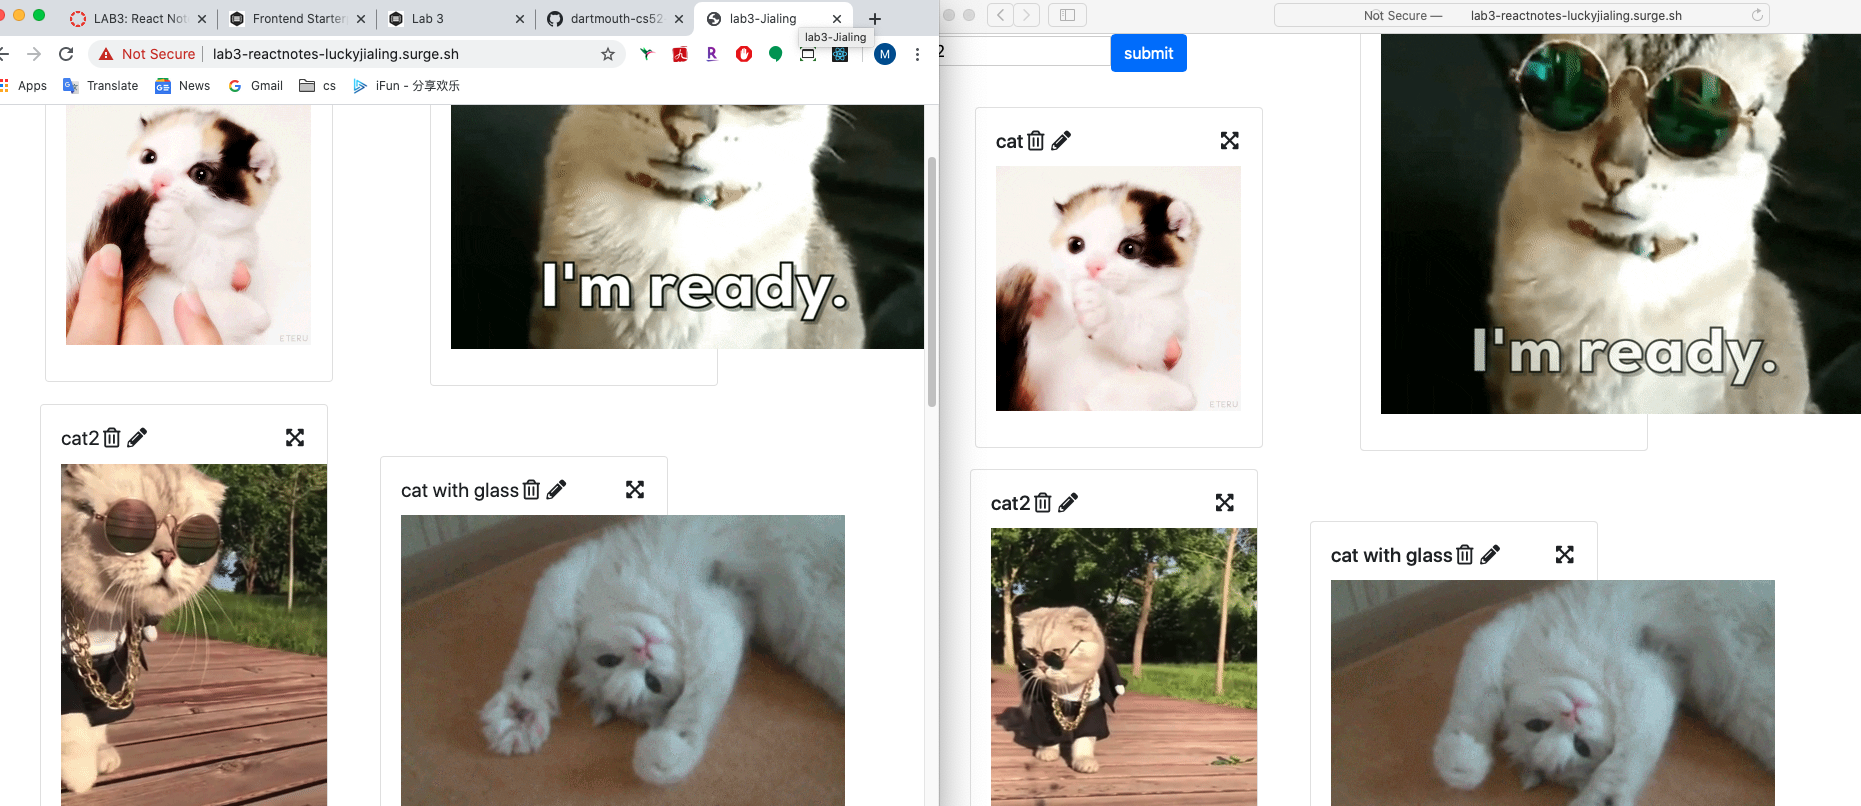 LAB3: React Not
Frontend Starter
Lab 3
dartmouth-cs52
lab3-Jialing
lab3-Jialing
Not Secure
lab3-reactnotes-luckyjialing.surge.sh
M
Apps
Translate
News
Gmail
cs
iFun - 分享欢乐
ETERU
I'm ready.
cat2
cat with glass
Not Secure — lab3-reactnotes-luckyjialing.surge.sh
2
submit
cat
ETERU
I'm ready.
cat2
cat with glass